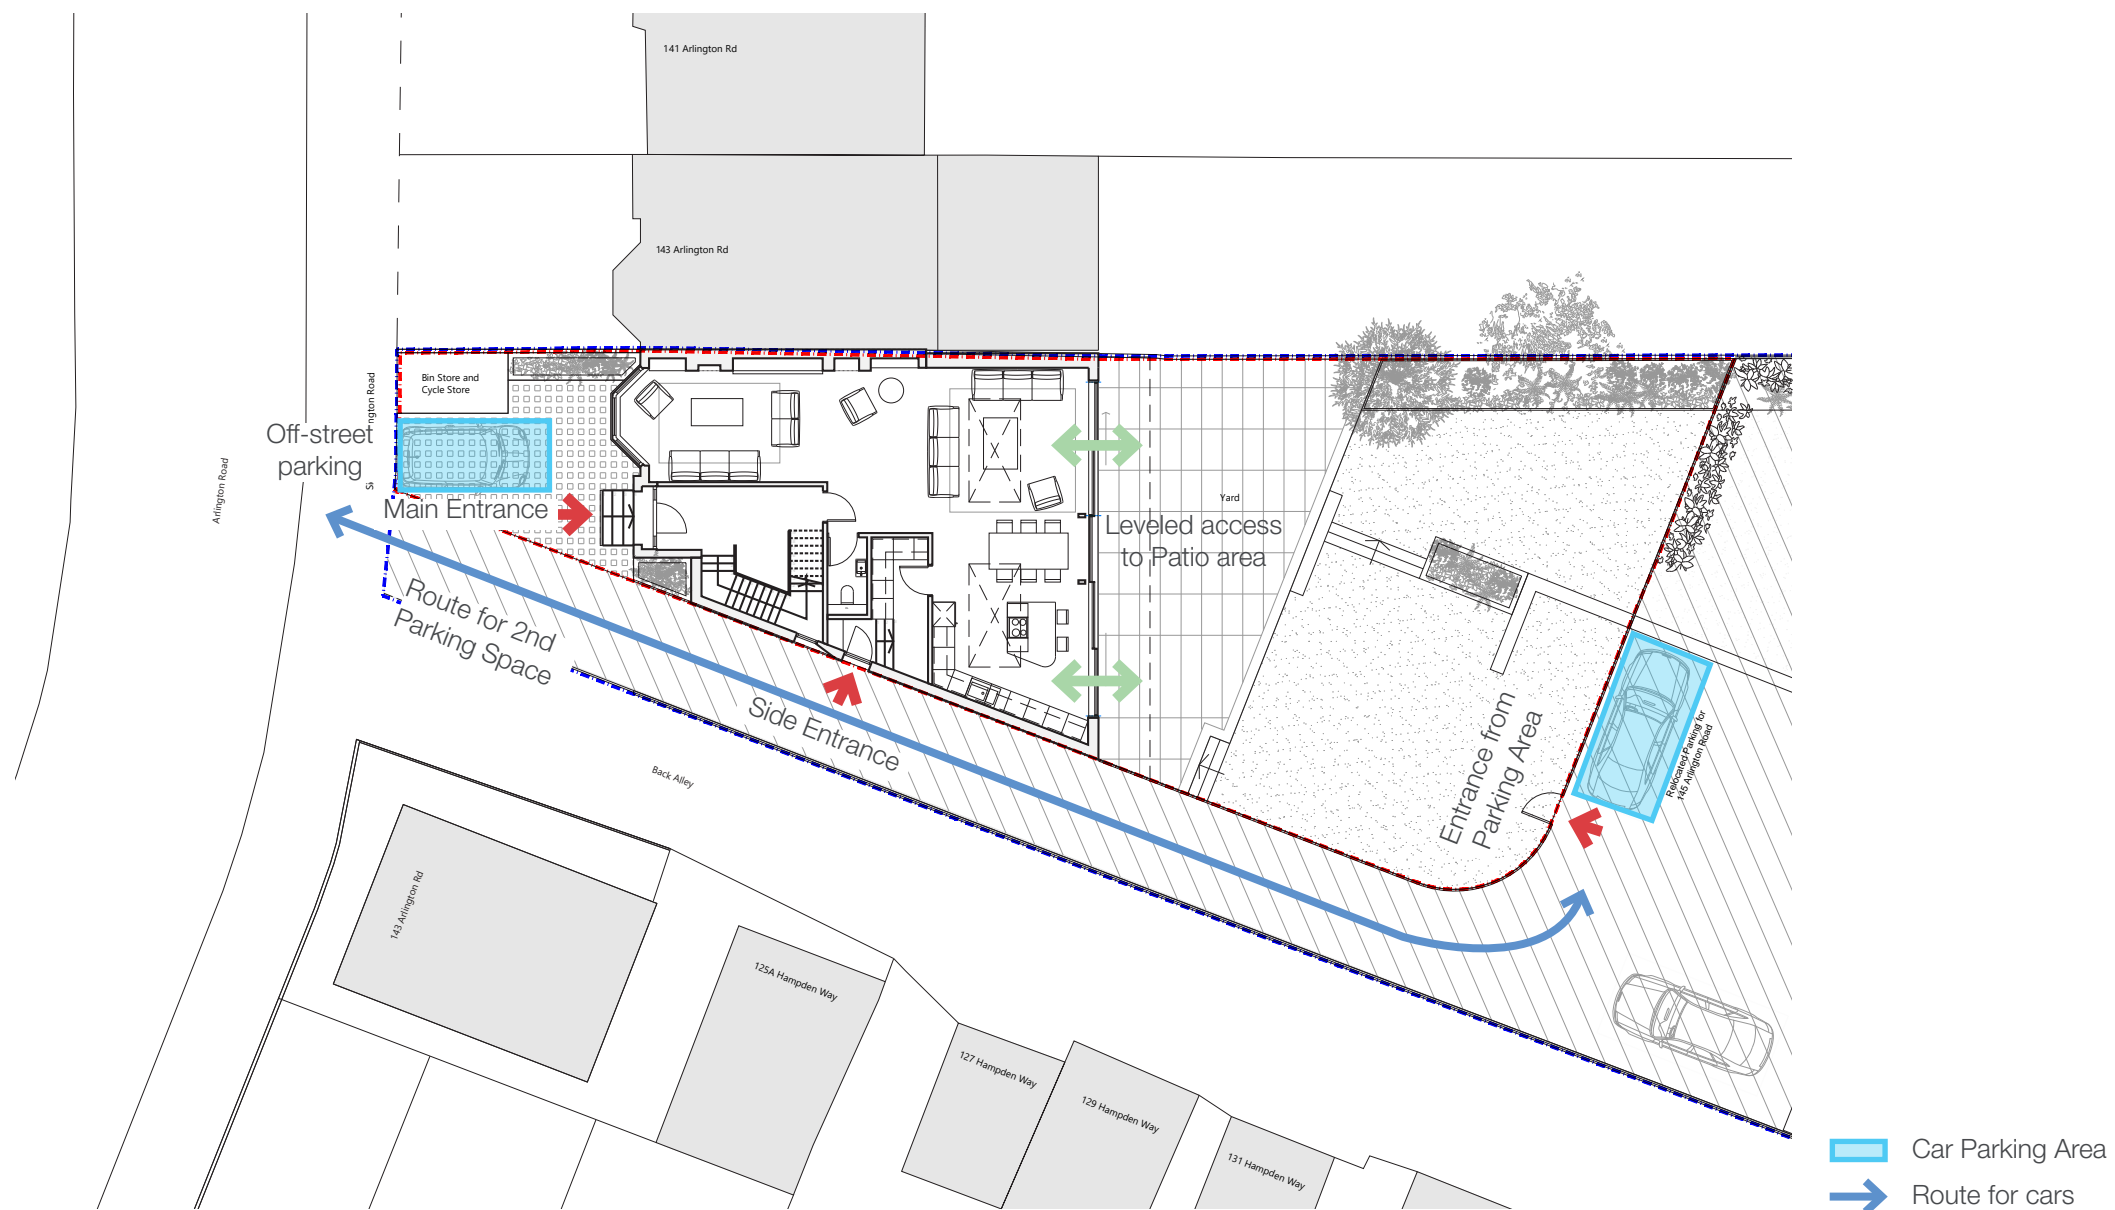 141 Arlington Rd
143 Arlington Rd
Bin Store and
Cycle Store
ngton Road
Si
Off-street
parking
Main Entrance
Arlington Road
Route for 2nd
Parking Space
Side Entrance
Back Alley
Yard
Leveled access
to Patio area
Entrance from
Parking Area
Relocated Parking for
145 Arlington Road
143 Arlington Rd
125A Hampden Way
127 Hampden Way
129 Hampden Way
131 Hampden Way
Car Parking Area
Route for cars